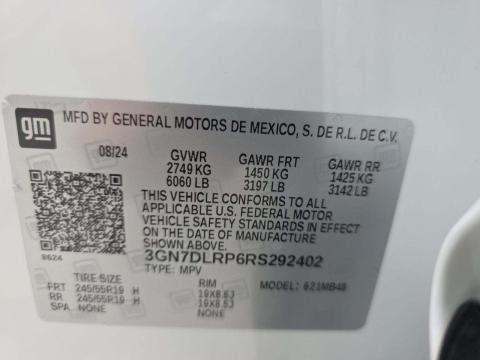 gm
MFD BY GENERAL MOTORS DE MEXICO, S. DE R.L. DE C.V.
08/24 GVWR GAWR FRT GAWR RR
2749 KG 1450 KG 1425 KG
6060 LB 3197 LB 3142 LB
THIS VEHICLE CONFORMS TO ALL
APPLICABLE U.S. FEDERAL MOTOR
VEHICLE SAFETY STANDARDS IN EFFECT
ON THE DATE OF MANUFACTURE SHOWN ABOVE.
3GN7DLRP6RS292402
TYPE: MPV
8624
TIRE SIZE RIM
FRT 245/55R19 H 19X8.5J
RR 245/55R19 H 19X8.5J
SPA NONE NONE
621MB48